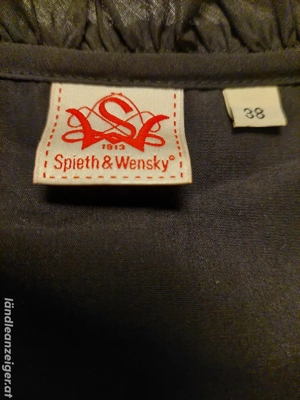 38
S
W
1913
Spieth & Wensky®
ländleanzeiger.at